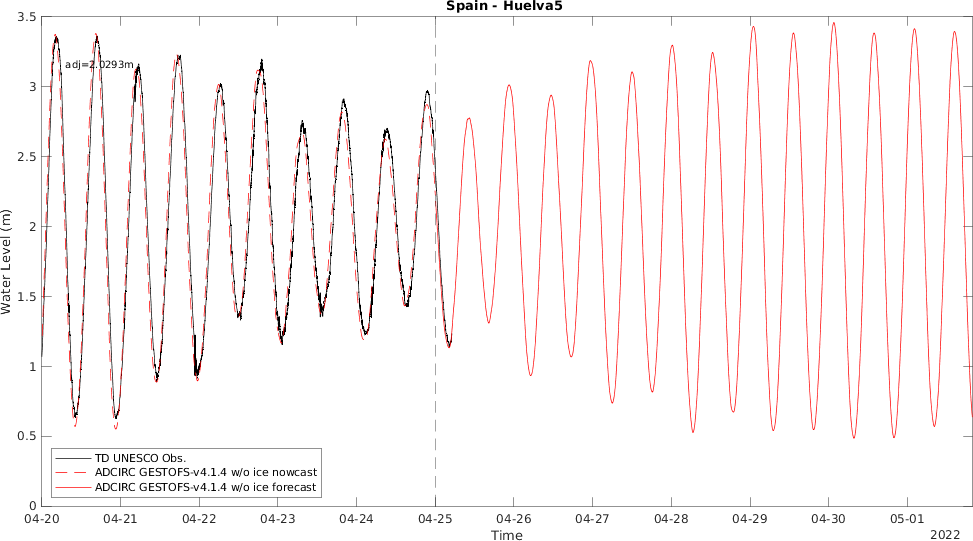 Spain - Huelva5
3.5
3
2.5
2
1.5
1
0.5
0
Water Level (m)
adj=2.0293m
TD UNESCO Obs.
ADCIRC GESTOFS-v4.1.4 w/o ice nowcast
ADCIRC GESTOFS-v4.1.4 w/o ice forecast
04-20 04-21 04-22 04-23 04-24 04-25 04-26 04-27 04-28 04-29 04-30 05-01
Time
2022